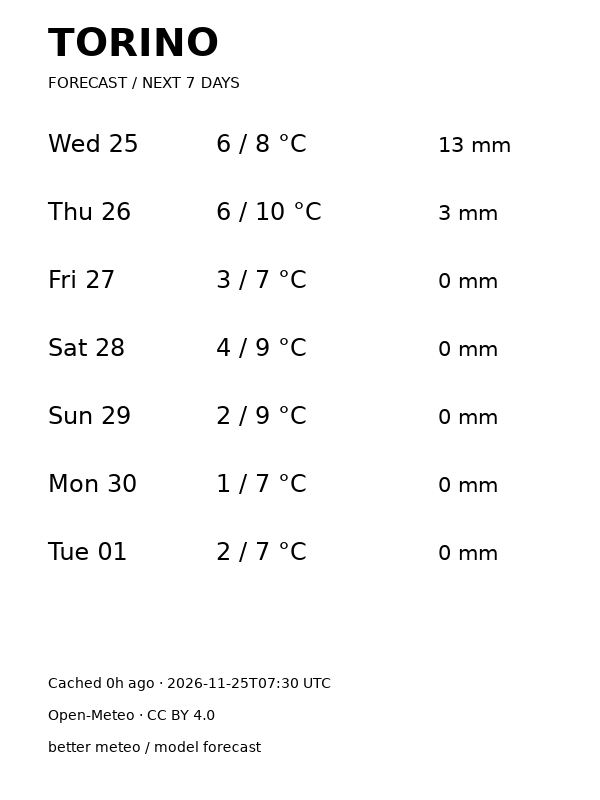 TORINO
FORECAST / NEXT 7 DAYS
Wed 25 6 / 8 °C 13 mm
Thu 26 6 / 10 °C 3 mm
Fri 27 3 / 7 °C 0 mm
Sat 28 4 / 9 °C 0 mm
Sun 29 2 / 9 °C 0 mm
Mon 30 1 / 7 °C 0 mm
Tue 01 2 / 7 °C 0 mm
Cached 0h ago · 2026-11-25T07:30 UTC
Open-Meteo · CC BY 4.0
better meteo / model forecast